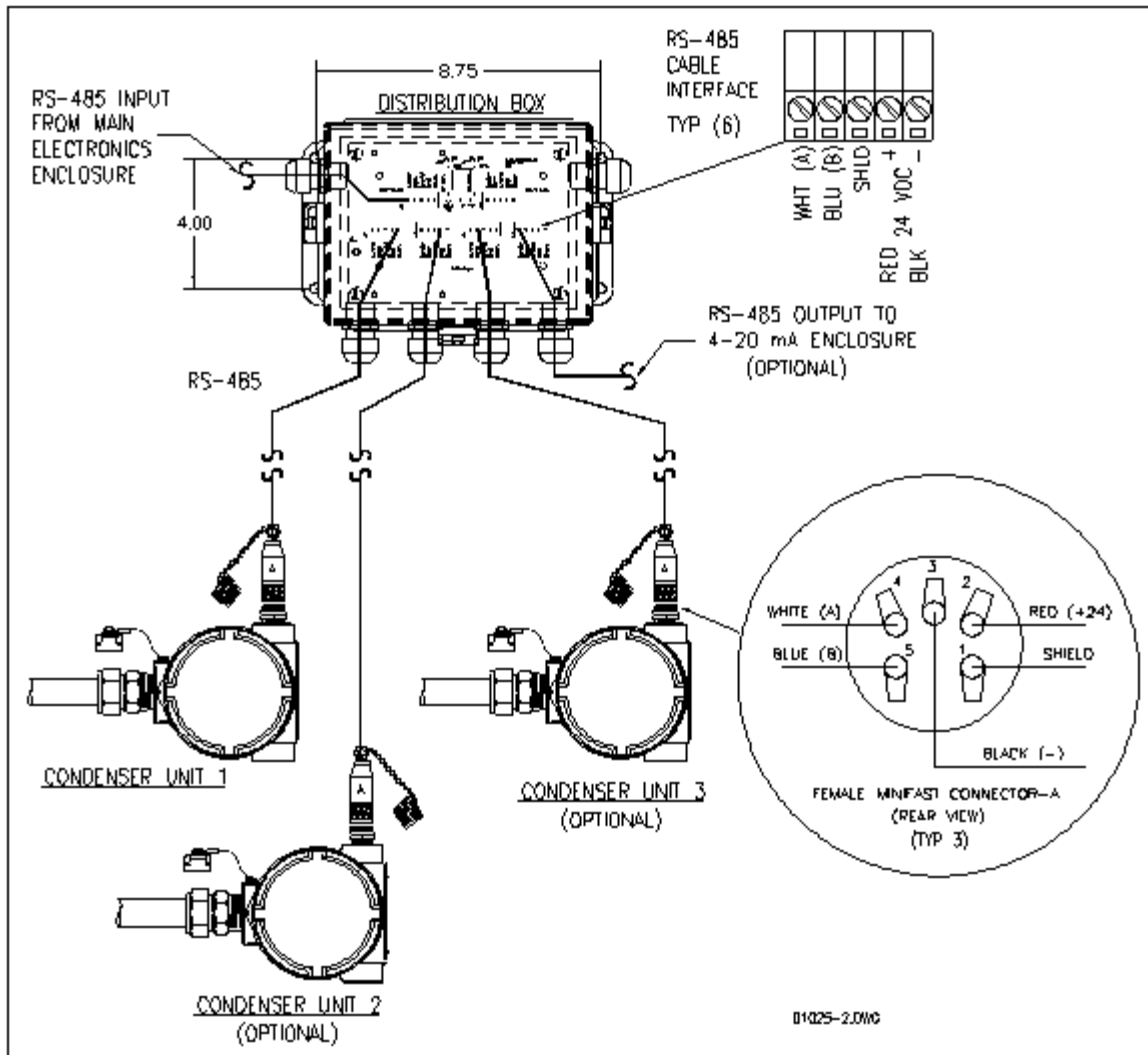 RS-485 INPUT
FROM MAIN
ELECTRONICS
ENCLOSURE
8.75
DISTRIBUTION BOX
4.00
RS-485
CABLE
INTERFACE
TYP (6)
WHT (A)
BLU (B)
SHLD
RED +
24 VDC
BLK -
RS-485 OUTPUT TO
4-20 mA ENCLOSURE
(OPTIONAL)
RS-485
A
A
A
CONDENSER UNIT 1
CONDENSER UNIT 2
(OPTIONAL)
CONDENSER UNIT 3
(OPTIONAL)
3
4
2
WHITE (A)
RED (+24)
BLUE (B)
5
1
SHIELD
BLACK (-)
FEMALE MINIFAST CONNECTOR-A
(REAR VIEW)
(TYP 3)
01025-2.DWG